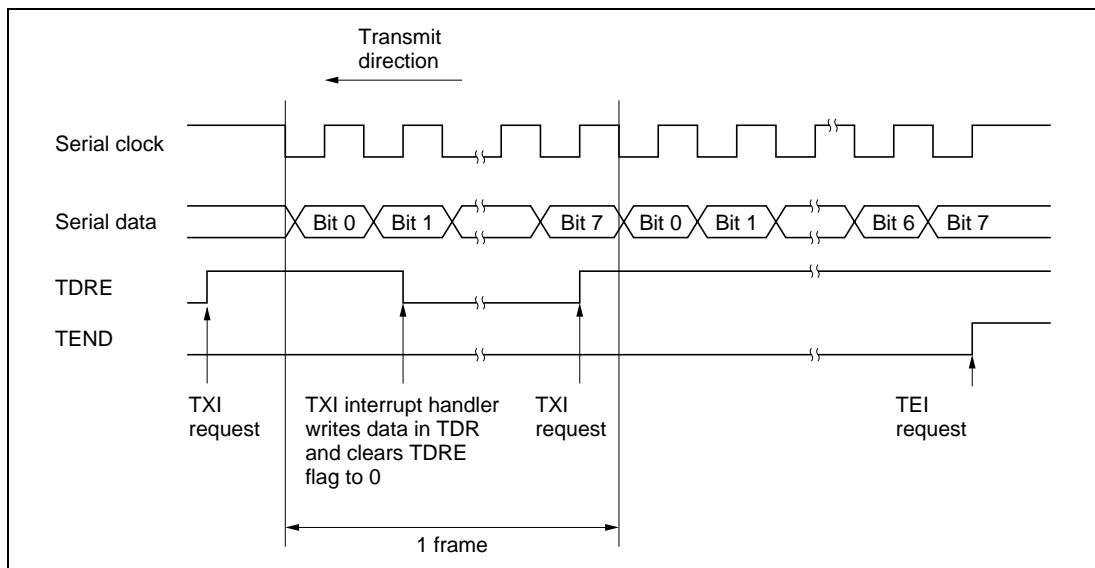 Transmit
direction
Serial clock
Serial data
Bit 0 Bit 1 Bit 7 Bit 0 Bit 1 Bit 6 Bit 7
TDRE
TEND
TXI
request
TXI interrupt handler
writes data in TDR
and clears TDRE
flag to 0
TXI
request
TEI
request
1 frame